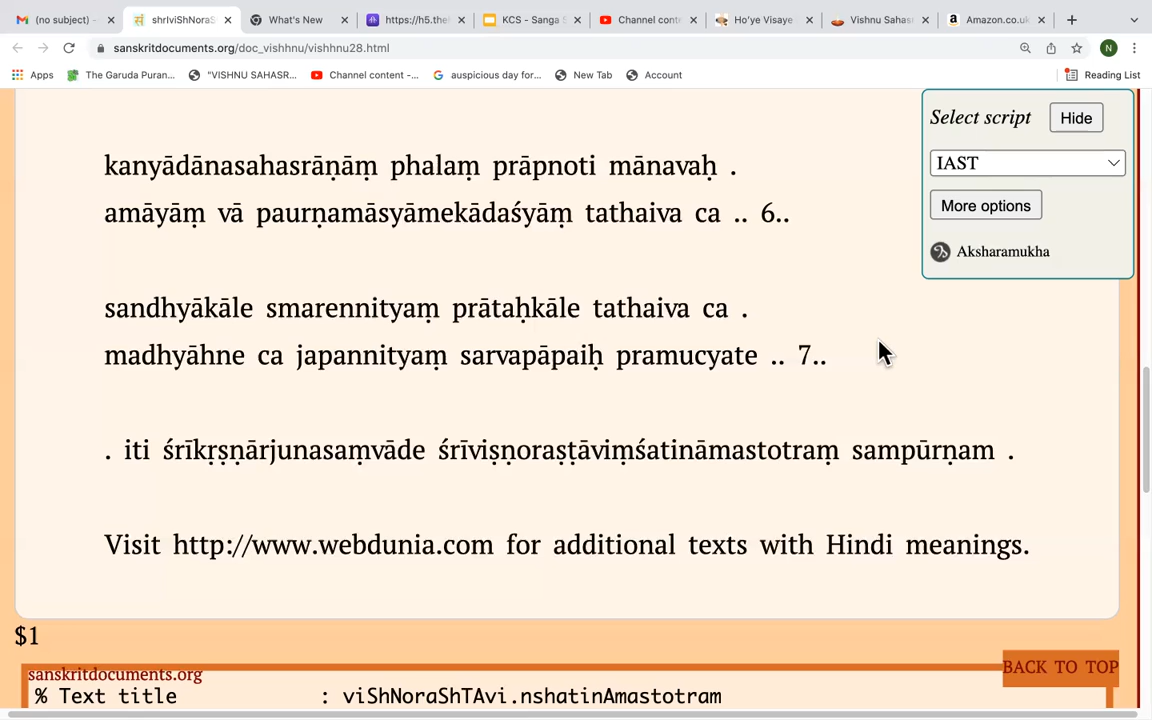 (no subject) -
shrIviShNoraS
What's New
https://h5.thel
KCS - Sanga S
Channel cont
Ho'ye Visaye
Vishnu Sahas
Amazon.co.uk
sanskritdocuments.org/doc_vishhnu/vishhnu28.html
N
Apps
The Garuda Puran...
"VISHNU SAHASR...
Channel content -...
auspicious day for...
New Tab
Account
Reading List
Select script
Hide
IAST
More options
Aksharamukha
kanyādānasahasrāṇāṃ phalaṃ prāpnoti mānavaḥ .
amāyāṃ vā paurṇamāsyāmekādaśyāṃ tathaiva ca .. 6..
sandhyākāle smarennityaṃ prātaḥkāle tathaiva ca .
madhyāhne ca japannityaṃ sarvapāpaiḥ pramucyate .. 7..
. iti śrīkṛṣṇārjunasaṃvāde śrīviṣṇoraṣṭāviṃśatināmastotraṃ sampūrṇam .
Visit http://www.webdunia.com for additional texts with Hindi meanings.
$1
BACK TO TOP
sanskritdocuments.org
% Text title : viShNoraShTAvi.nshatinAmastotram